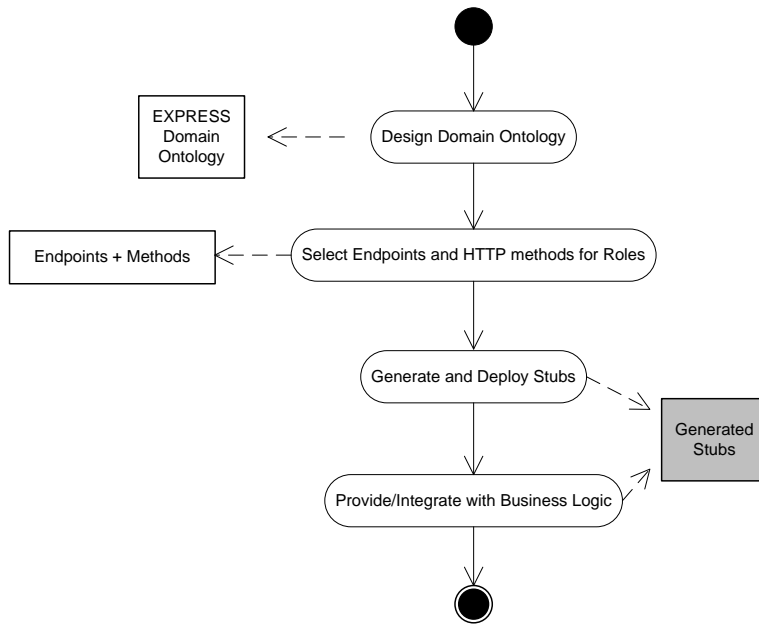 EXPRESS
Domain
Ontology
Design Domain Ontology
Endpoints + Methods
Select Endpoints and HTTP methods for Roles
Generate and Deploy Stubs
Generated
Stubs
Provide/Integrate with Business Logic